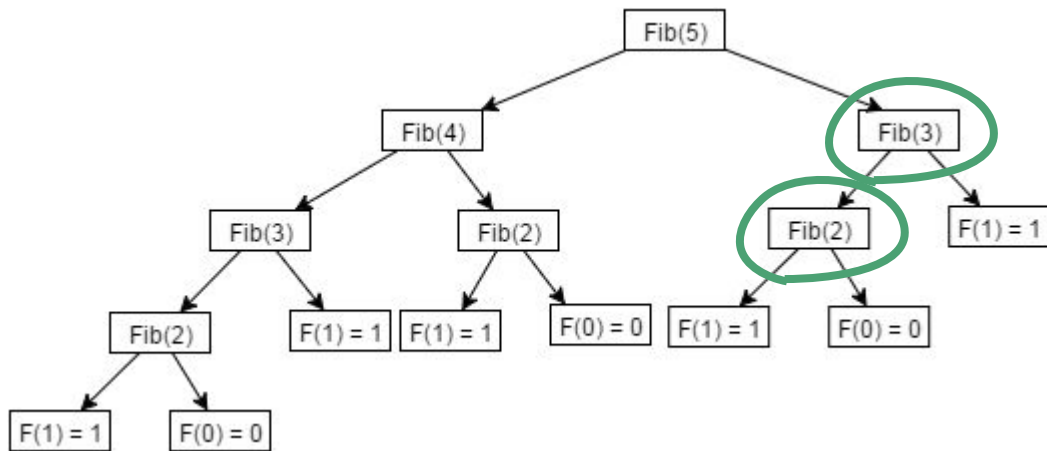 Fib(5)
Fib(4)
Fib(3)
Fib(3)
Fib(2)
Fib(2)
F(1) = 1
Fib(2)
F(1) = 1
F(1) = 1
F(0) = 0
F(1) = 1
F(0) = 0
F(1) = 1
F(0) = 0